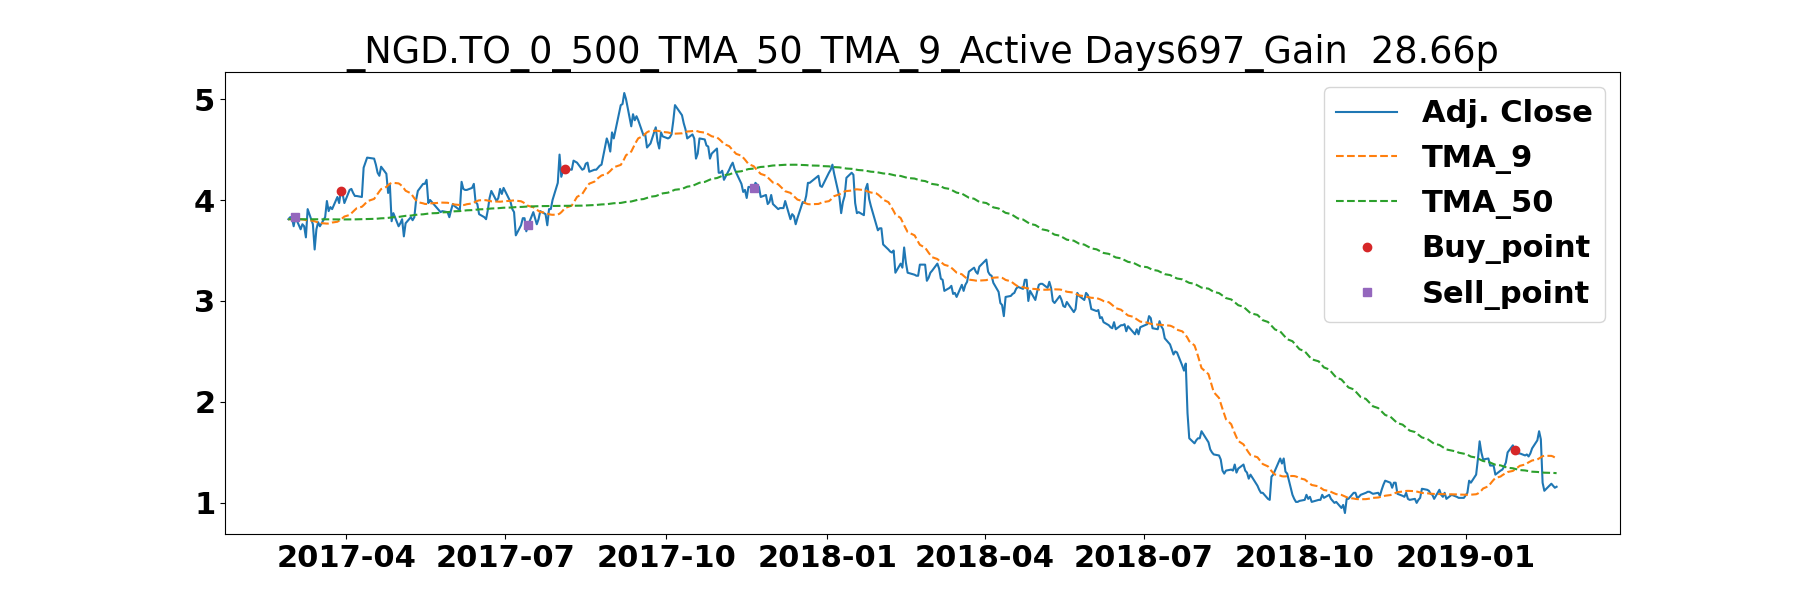 _NGD.TO_0_500_TMA_50_TMA_9_Active Days697_Gain  28.66p
5
4
3
2
1
Adj. Close
TMA_9
TMA_50
Buy_point
Sell_point
2017-04 2017-07 2017-10 2018-01 2018-04 2018-07 2018-10 2019-01